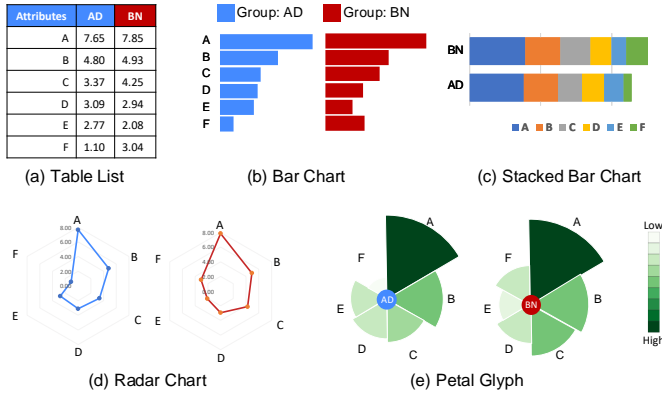 Attributes AD BN
A 7.65 7.85
B 4.80 4.93
C 3.37 4.25
D 3.09 2.94
E 2.77 2.08
F 1.10 3.04
(a) Table List
Group: AD Group: BN
A
B
C
D
E
F
(b) Bar Chart
BN
AD
A B C D E F
(c) Stacked Bar Chart
A
8.00
6.00
4.00
2.00
0.00
B
C
D
E
F
A
8.00
6.00
4.00
2.00
0.00
B
C
D
E
F
(d) Radar Chart
A
B
C
D
E
F
AD
A
B
C
D
E
F
BN
Low
High
(e) Petal Glyph